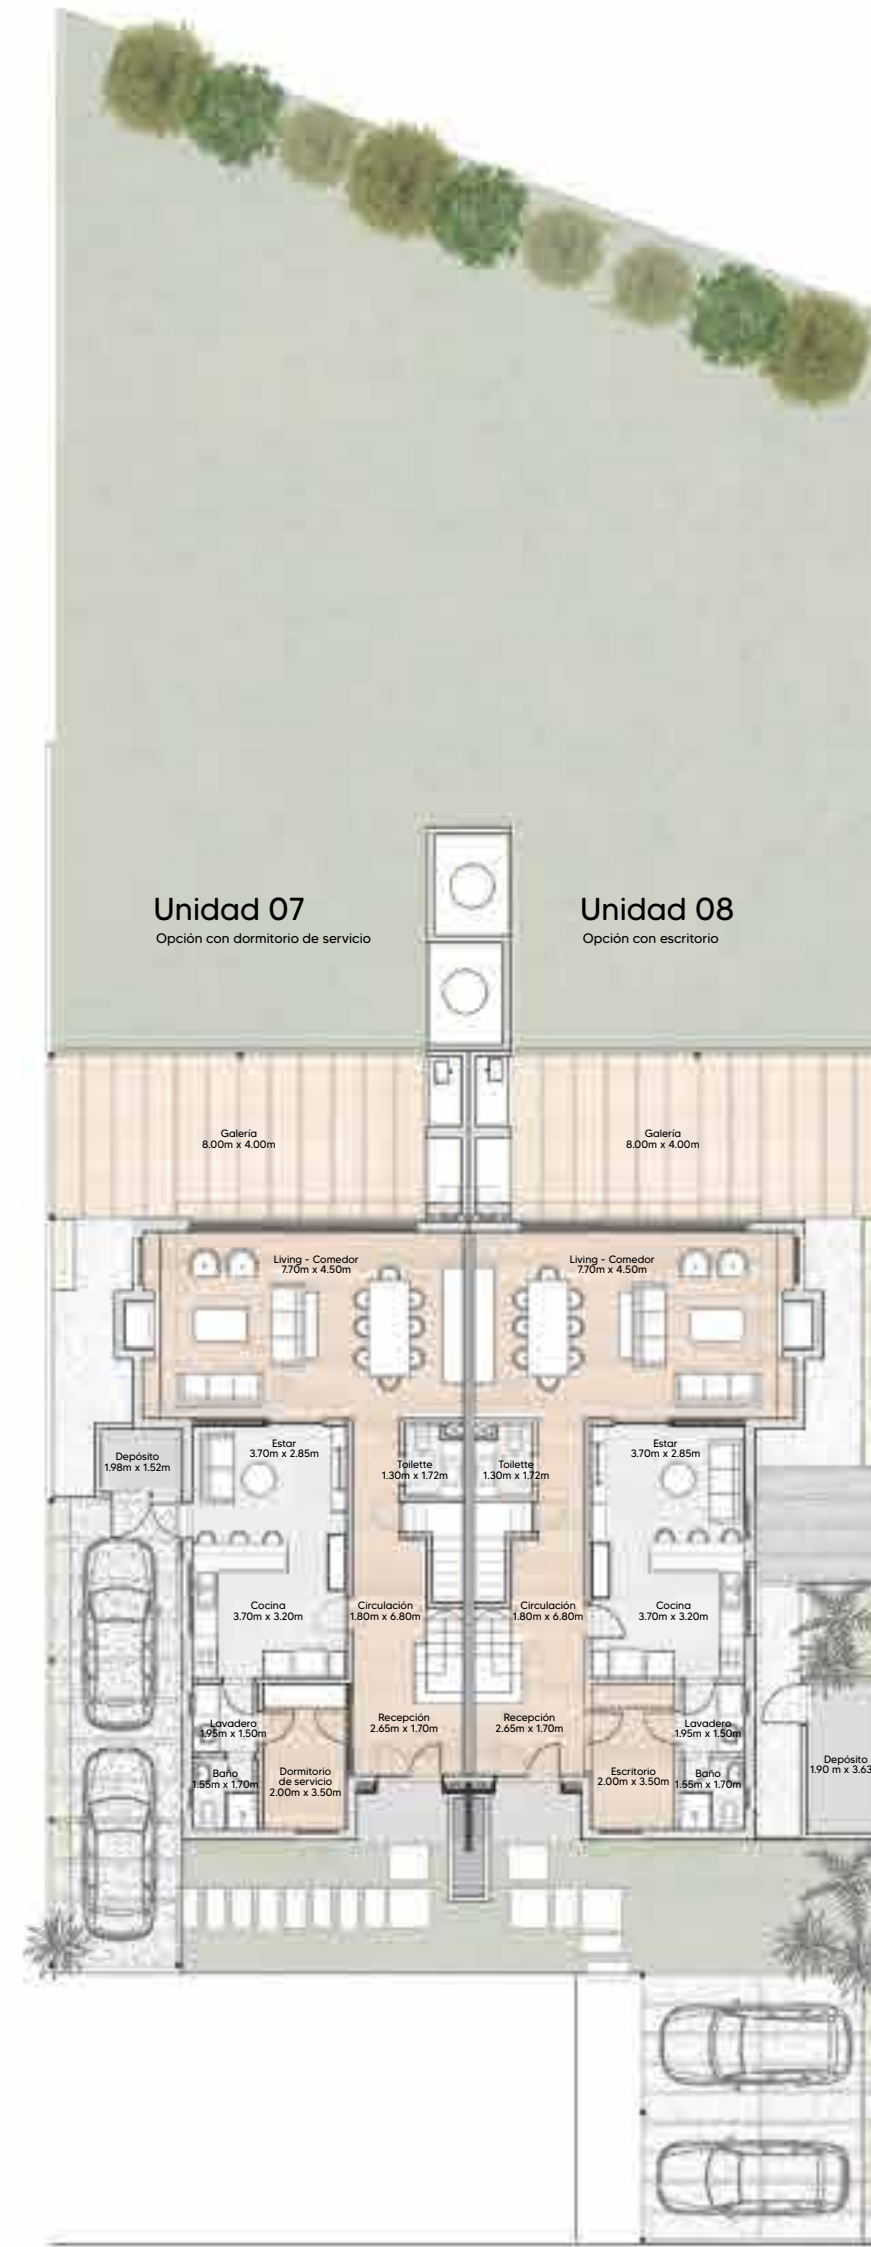 Unidad 07
Opción con dormitorio de servicio
Unidad 08
Opción con escritorio
Galería
8.00m x 4.00m
Galería
8.00m x 4.00m
Living - Comedor
7.70m x 4.50m
Living - Comedor
7.70m x 4.50m
Depósito
1.98m x 1.52m
Estar
3.70m x 2.85m
Toilette
1.30m x 1.72m
Toilette
1.30m x 1.72m
Estar
3.70m x 2.85m
Cocina
3.70m x 3.20m
Circulación
1.80m x 6.80m
Circulación
1.80m x 6.80m
Cocina
3.70m x 3.20m
Lavadero
1.95m x 1.50m
Recepción
2.65m x 1.70m
Recepción
2.65m x 1.70m
Lavadero
1.95m x 1.50m
Baño
1.55m x 1.70m
Dormitorio
de servicio
2.00m x 3.50m
Escritorio
2.00m x 3.50m
Baño
1.55m x 1.70m
Depósito
1.90 m x 3.63